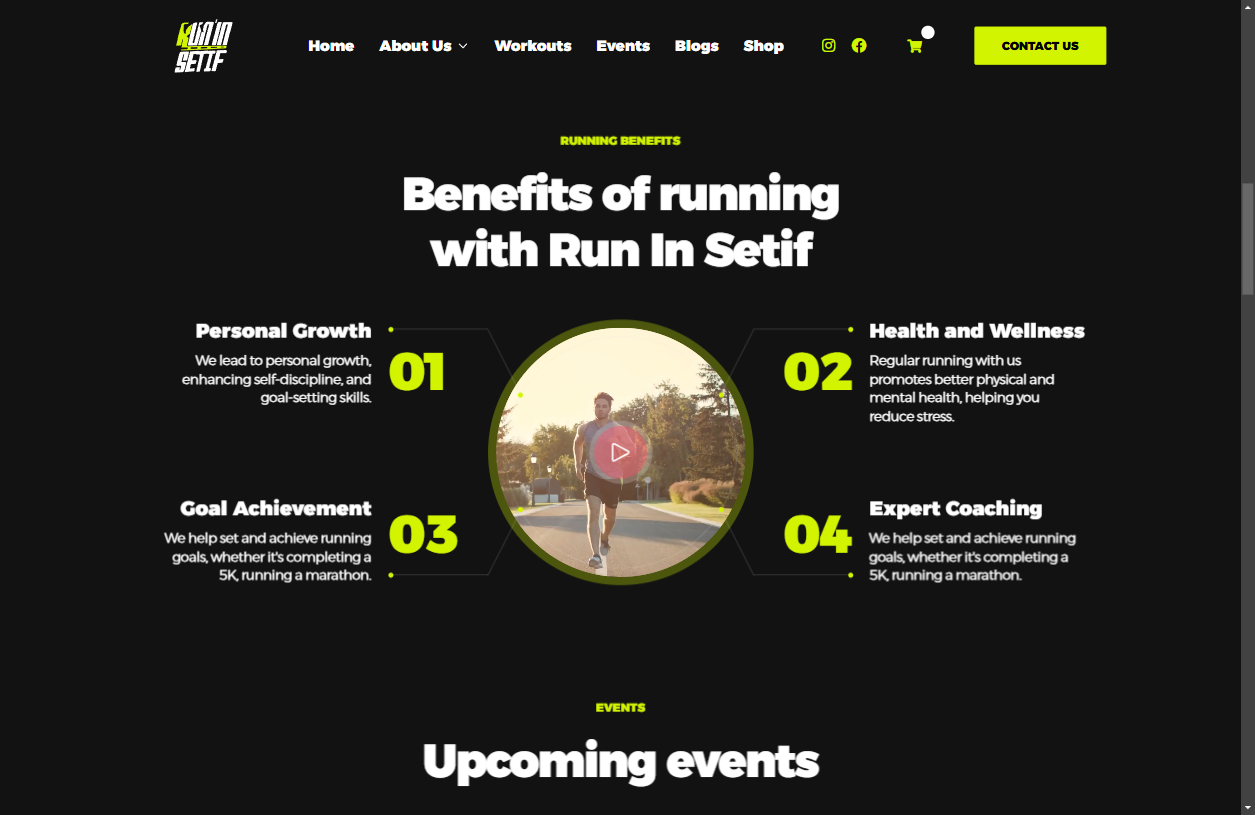 RUN IN
SETIF
Home
About Us
Workouts
Events
Blogs
Shop
CONTACT US
RUNNING BENEFITS
Benefits of running
with Run In Setif
Personal Growth
We lead to personal growth,
enhancing self-discipline, and
goal-setting skills.
01
02
Health and Wellness
Regular running with us
promotes better physical and
mental health, helping you
reduce stress.
Goal Achievement
We help set and achieve running
goals, whether it's completing a
5K, running a marathon.
03
04
Expert Coaching
We help set and achieve running
goals, whether it's completing a
5K, running a marathon.
EVENTS
Upcoming events